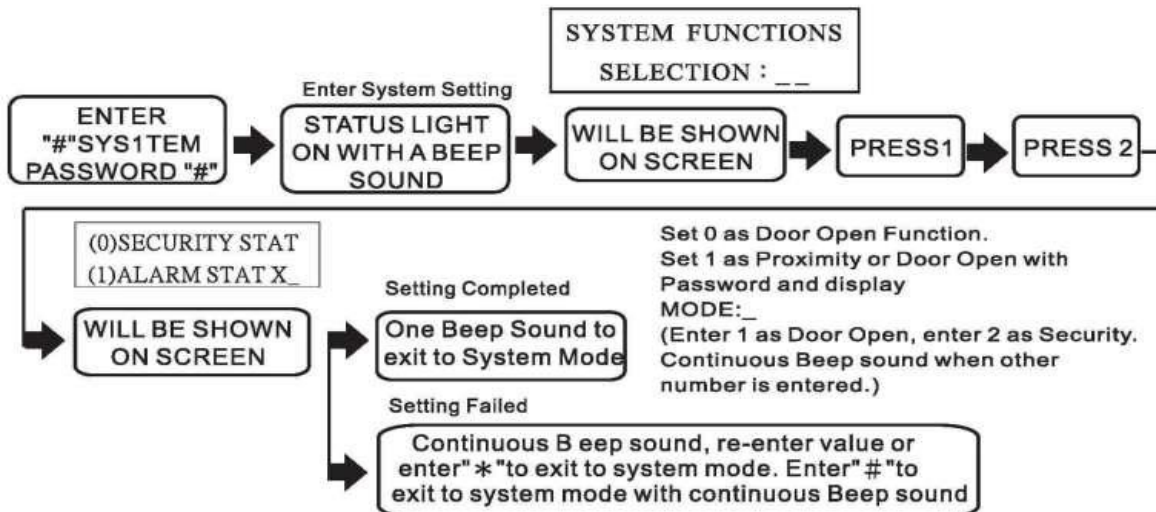 SYSTEM FUNCTIONS
SELECTION : _ _
Enter System Setting
ENTER
"#"SYS1TEM
PASSWORD "#"
STATUS LIGHT
ON WITH A BEEP
SOUND
WILL BE SHOWN
ON SCREEN
PRESS1
PRESS 2
(0)SECURITY STAT
(1)ALARM STAT X_
WILL BE SHOWN
ON SCREEN
Setting Completed
One Beep Sound to
exit to System Mode
Set 0 as Door Open Function.
Set 1 as Proximity or Door Open with
Password and display
MODE:_
(Enter 1 as Door Open, enter 2 as Security.
Continuous Beep sound when other
number is entered.)
Setting Failed
Continuous B eep sound, re-enter value or
enter"*"to exit to system mode. Enter"#"to
exit to system mode with continuous Beep sound